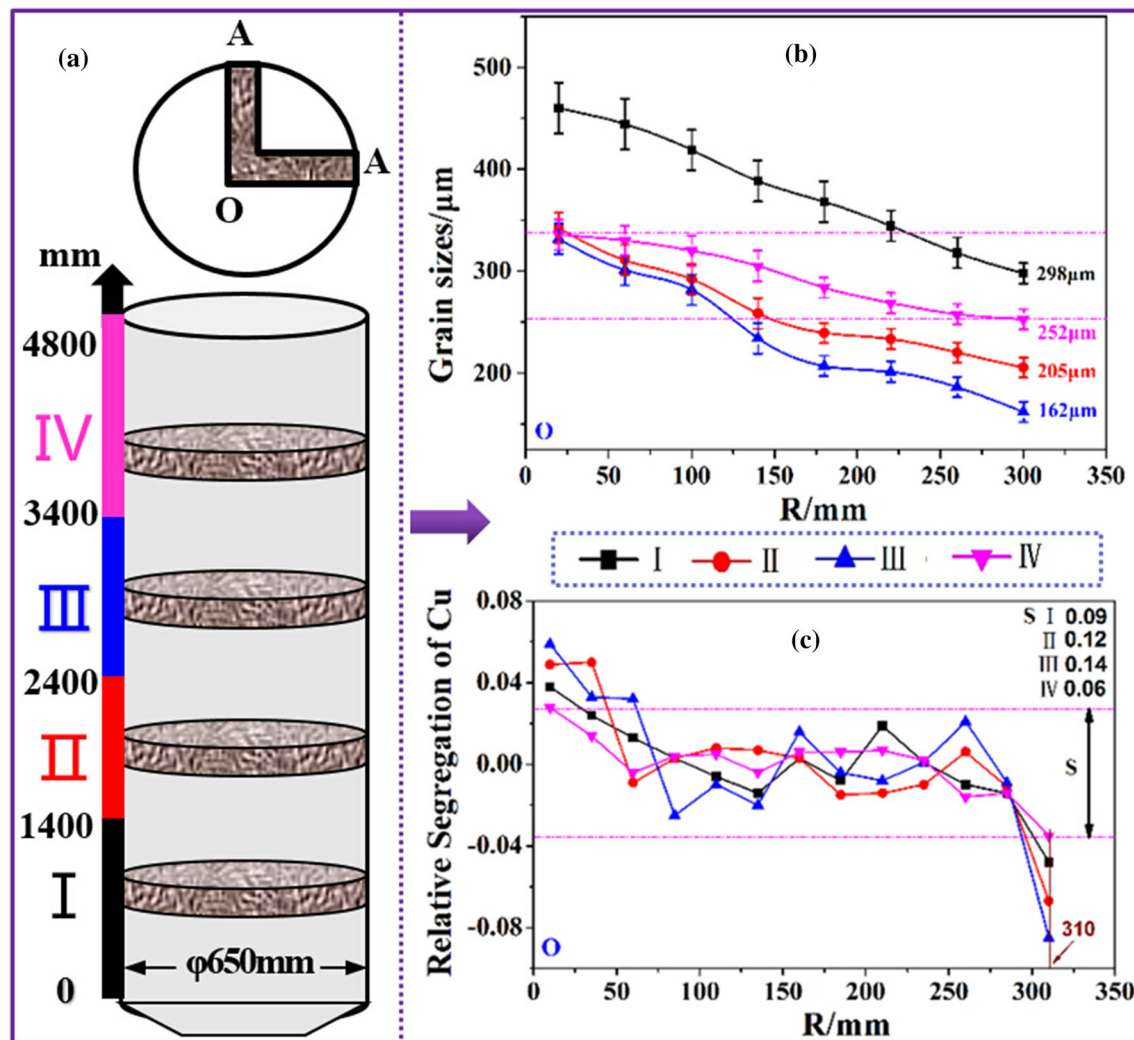 (a)
A
A
O
mm
4800
IV
3400
III
2400
II
1400
I
0
φ650mm
(b)
Grain sizes/μm
500
400
300
200
298μm
252μm
205μm
162μm
O
0 50 100 150 200 250 300 350
R/mm
I II III IV
(c)
Relative Segregation of Cu
0.08
0.04
0.00
-0.04
-0.08
S I 0.09
II 0.12
III 0.14
IV 0.06
S
310
O
0 50 100 150 200 250 300 350
R/mm